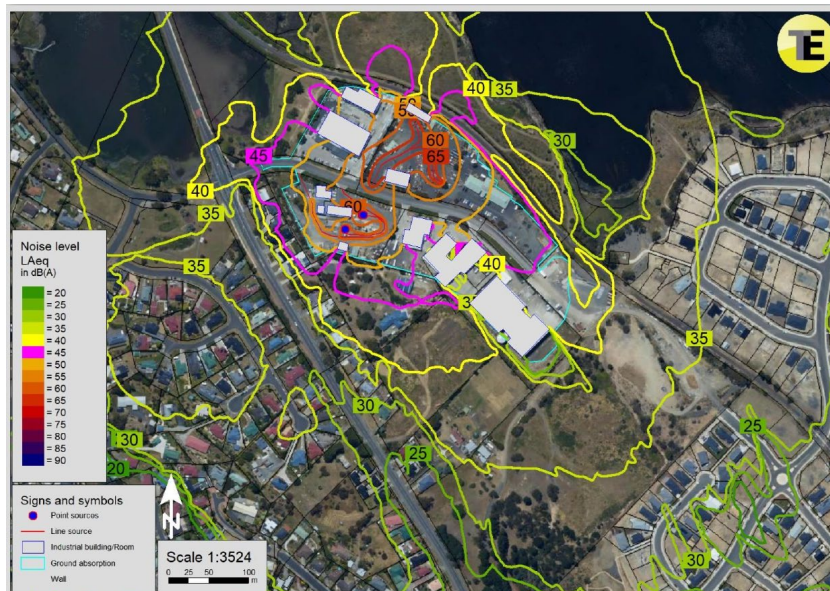 TE
50
50
40
35
30
60
65
45
40
35
60
40
35
35
30
30
20
25
25
30
Noise level
LAeq
in dB(A)
= 20
= 25
= 30
= 35
= 40
= 45
= 50
= 55
= 60
= 65
= 70
= 75
= 80
= 85
= 90
Signs and symbols
Point sources
Line source
Industrial building/Room
Ground absorption
Wall
N
Scale 1:3524
0 25 50 100
m